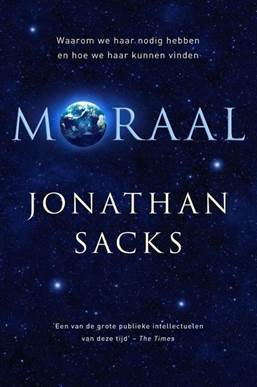 Waarom we haar nodig hebben
en hoe we haar kunnen vinden
MORAAL
JONATHAN
SACKS
'Een van de grote publieke intellectuelen
van deze tijd' – The Times